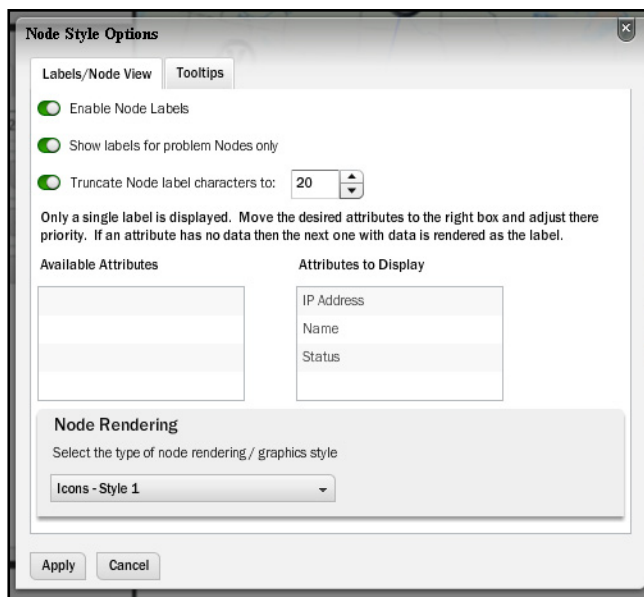 Node Style Options
Labels/Node View
Tooltips
Enable Node Labels
Show labels for problem Nodes only
Truncate Node label characters to:
20
Only a single label is displayed. Move the desired attributes to the right box and adjust there
priority. If an attribute has no data then the next one with data is rendered as the label.
Available Attributes
Attributes to Display
IP Address
Name
Status
Node Rendering
Select the type of node rendering / graphics style
Icons - Style 1
Apply
Cancel